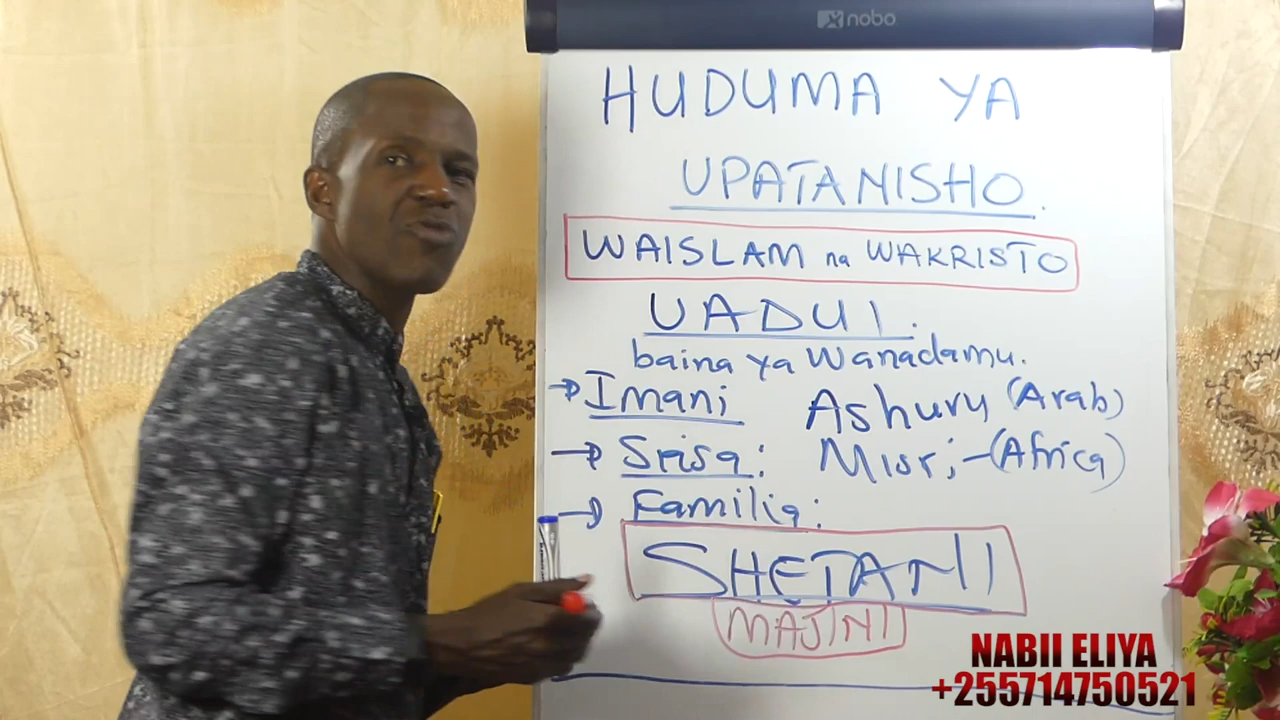 nobo
HUDUMA YA
UPATANISHO.
WAISLAM na WAKRISTO
UADUI.
baina ya Wanadamu.
→ Imani Ashuru (Arab)
→ Siasa: Misri - (Africa)
→ Familia:
SHETANI
MAJINI
NABII ELIYA
+255714750521